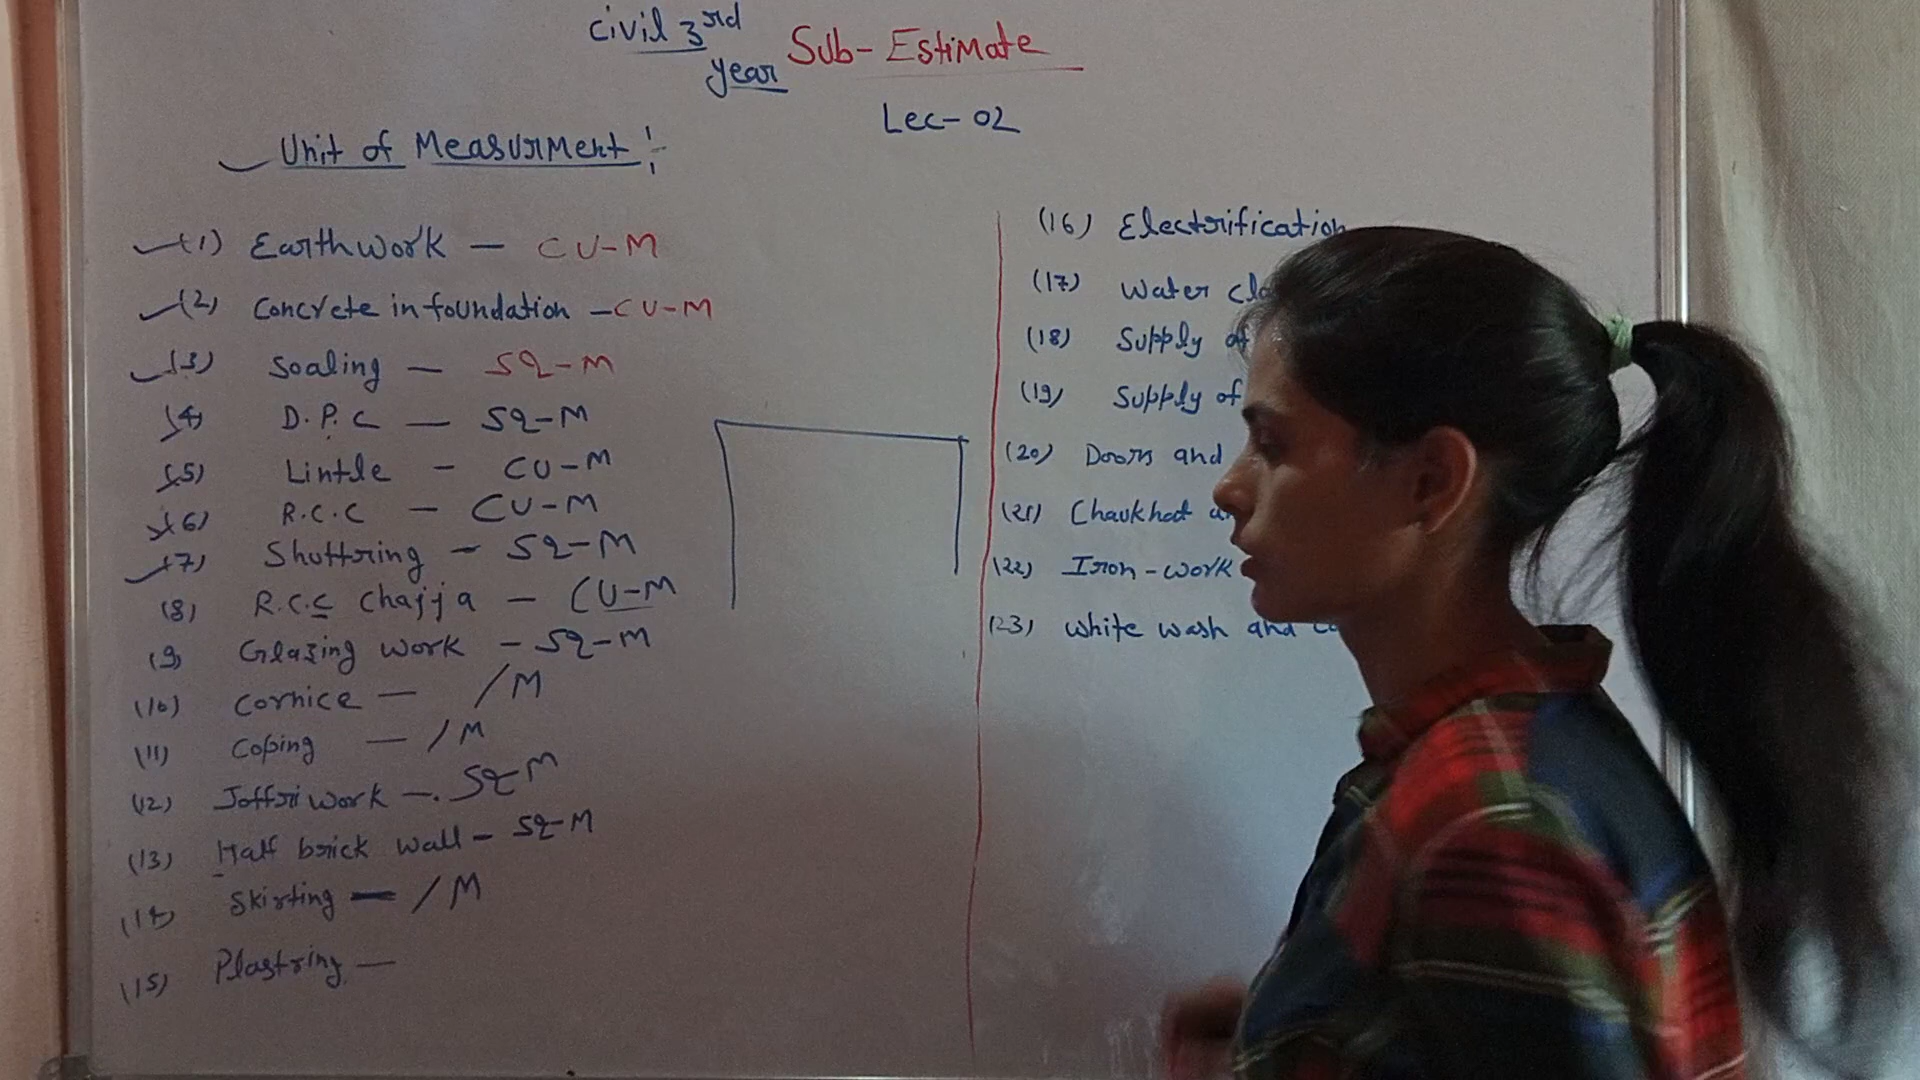 Civil 3rd year
Sub- Estimate
Lec- 02
Unit of Measurment :-
(1) Earthwork — CU-M
(2) Concrete in foundation — CU-M
(3) Soaling — SQ-M
(4) D.P.C — SQ-M
(5) Lintle - CU-M
(6) R.C.C - CU-M
(7) Shuttring - SQ-M
(8) R.C.C Chajja - CU-M
(9) Glazing work - SQ-M
(10) Cornice — /M
(11) Coping — /M
(12) Joffri work —. SQ M
(13) Half brick wall - SQ-M
(14) Skirting — /M
(15) Plastring —
(16) Electrification
(17) Water
(18) Supply of
(19) Supply of
(20) Doors and
(21) Chaukhat
(22) Iron-work
(23) White wash and